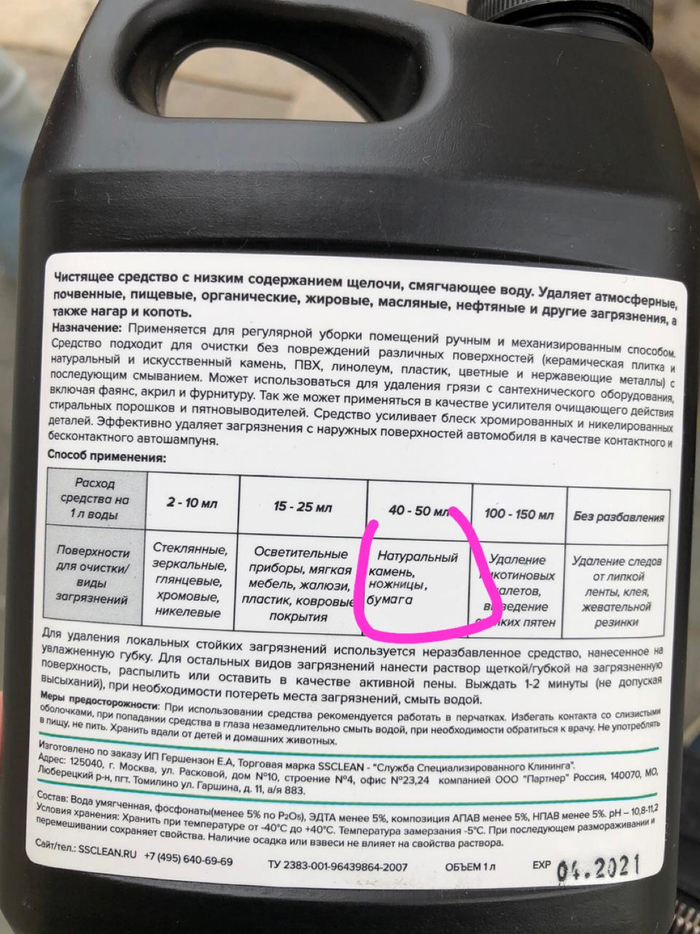 Чистящее средство с низким содержанием щелочи, смягчающее воду. Удаляет атмосферные,
почвенные, пищевые, органические, жировые, масляные, нефтяные и другие загрязнения, а
также нагар и копоть.
Назначение: Применяется для регулярной уборки помещений ручным и механизированным способом.
Средство подходит для очистки без повреждений различных поверхностей (керамическая плитка и
натуральный и искусственный камень, ПВХ, линолеум, пластик, цветные и нержавеющие металлы) с
последующим смыванием. Может использоваться для удаления грязи с сантехнического оборудования,
включая фаянс, акрил и фурнитуру. Так же может применяться в качестве усилителя очищающего действия
стиральных порошков и пятновыводителей. Средство усиливает блеск хромированных и никелированных
деталей. Эффективно удаляет загрязнения с наружных поверхностей автомобиля в качестве контактного и
бесконтактного автошампуня.
Способ применения:
Расход
средства на
1 л воды
2 - 10 мл
15 - 25 мл
40 - 50 мл
100 - 150 мл
Без разбавления
Поверхности
для очистки/
виды
загрязнений
Стеклянные,
зеркальные,
глянцевые,
хромовые,
никелевые
Осветительные
приборы, мягкая
мебель, жалюзи,
пластик, ковровые
покрытия
Натуральный
камень,
ножницы,
бумага
Удаление
никотиновых
налетов,
выведение
стойких пятен
Удаление следов
от липкой
ленты, клея,
жевательной
резинки
Для удаления локальных стойких загрязнений используется неразбавленное средство, нанесенное на
увлажненную губку. Для остальных видов загрязнений нанести раствор щеткой/губкой на загрязненную
поверхность, распылить или оставить в качестве активной пены. Выждать 1-2 минуты (не допуская
высыханий), при необходимости потереть места загрязнений, смыть водой.
Меры предосторожности: При использовании средства рекомендуется работать в перчатках. Избегать контакта со слизистыми
оболочками, при попадании средства в глаза незамедлительно смыть водой, при необходимости обратиться к врачу. Не употреблять
в пищу, не пить. Хранить вдали от детей и домашних животных.
Изготовлено по заказу ИП Гершензон Е.А, Торговая марка SSCLEAN - "Служба Специализированного Клининга".
Адрес: 125040, г. Москва, ул. Расковой, дом №10, строение №4, офис №23,24 компанией ООО "Партнер" Россия, 140070, МО,
Люберецкий р-н, пгт. Томилино ул. Гаршина, д. 11, а/я 883.
Состав: Вода умягченная, фосфонаты(менее 5% по P₂O₅), ЭДТА менее 5%, композиция АПАВ менее 5%, НПАВ менее 5%. pH – 10,8-11,2
Условия хранения: Хранить при температуре от -40°С до +40°С. Температура замерзания -5°С. При последующем размораживании и
перемешивании сохраняет свойства. Наличие осадка или взвеси не влияет на свойства раствора.
Сайт/тел.: SSCLEAN.RU +7 (495) 640-69-69 ТУ 2383-001-96439864-2007 ОБЪЕМ 1 л EXP 04.2021